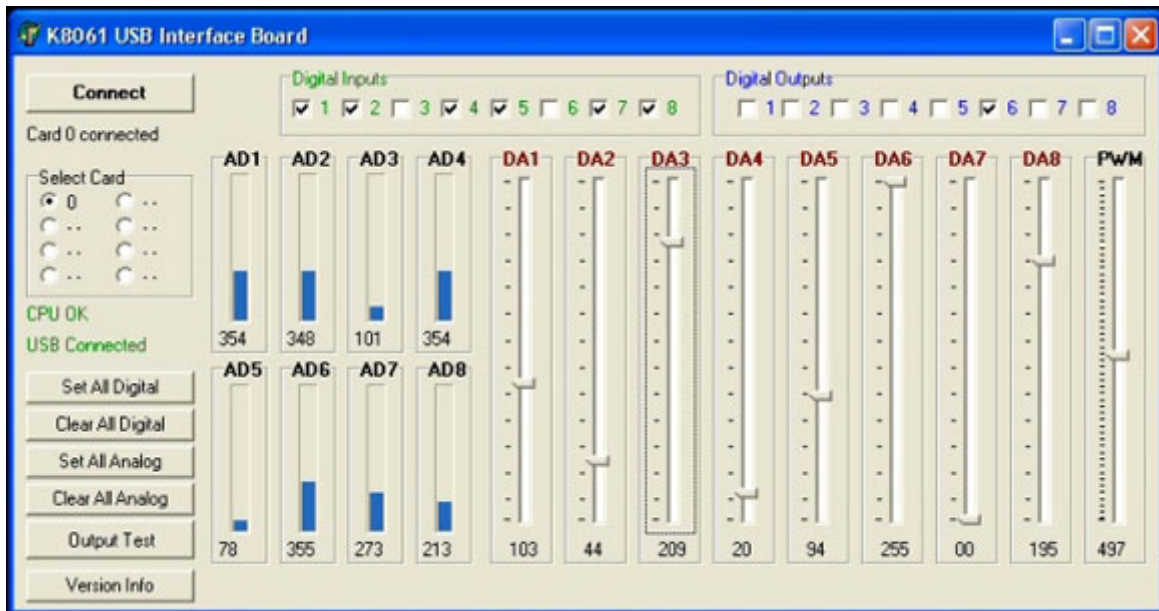 K8061 USB Interface Board
Connect
Card 0 connected
Select Card
0 --
-- --
-- --
-- --
CPU OK
USB Connected
Set All Digital
Clear All Digital
Set All Analog
Clear All Analog
Output Test
Version Info
Digital Inputs
1 2 3 4 5 6 7 8
Digital Outputs
1 2 3 4 5 6 7 8
AD1 AD2 AD3 AD4
354 348 101 354
AD5 AD6 AD7 AD8
78 355 273 213
DA1 DA2 DA3 DA4 DA5 DA6 DA7 DA8 PWM
103 44 209 20 94 255 00 195 497